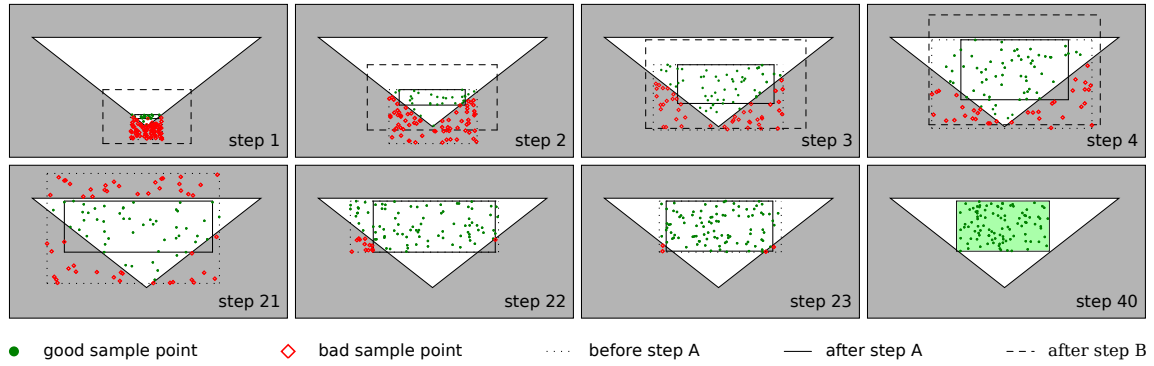 step 1
step 2
step 3
step 4
step 21
step 22
step 23
step 40
good sample point
bad sample point
before step A
after step A
after step B